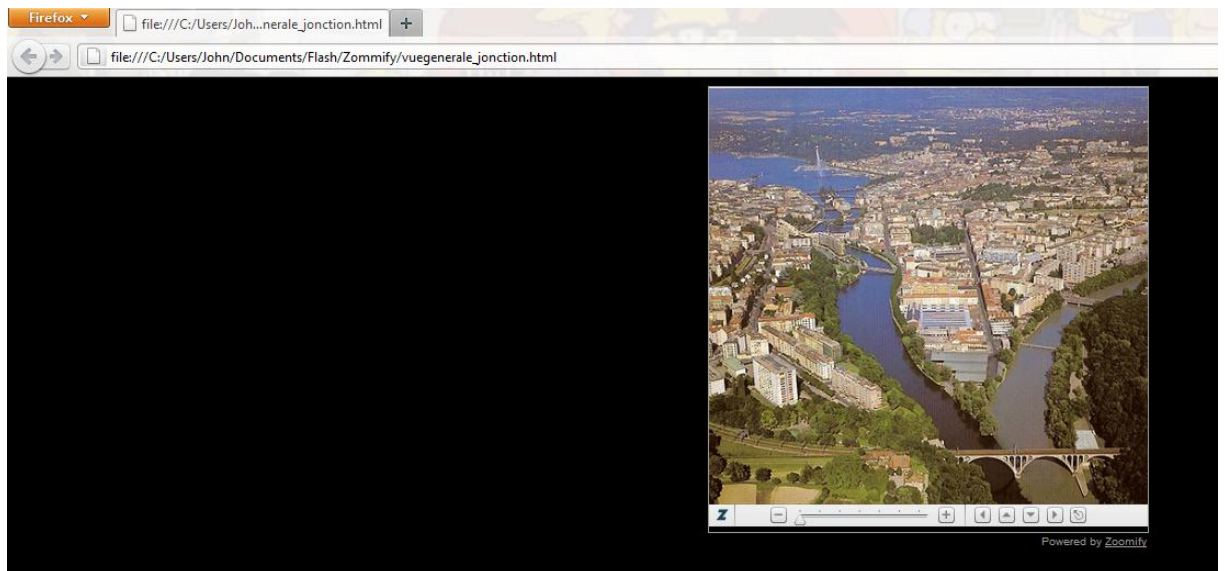 Firefox
file:///C:/Users/Joh...nerale_jonction.html
file:///C:/Users/John/Documents/Flash/Zommify/vuegenerale_jonction.html
Z
Powered by Zoomify